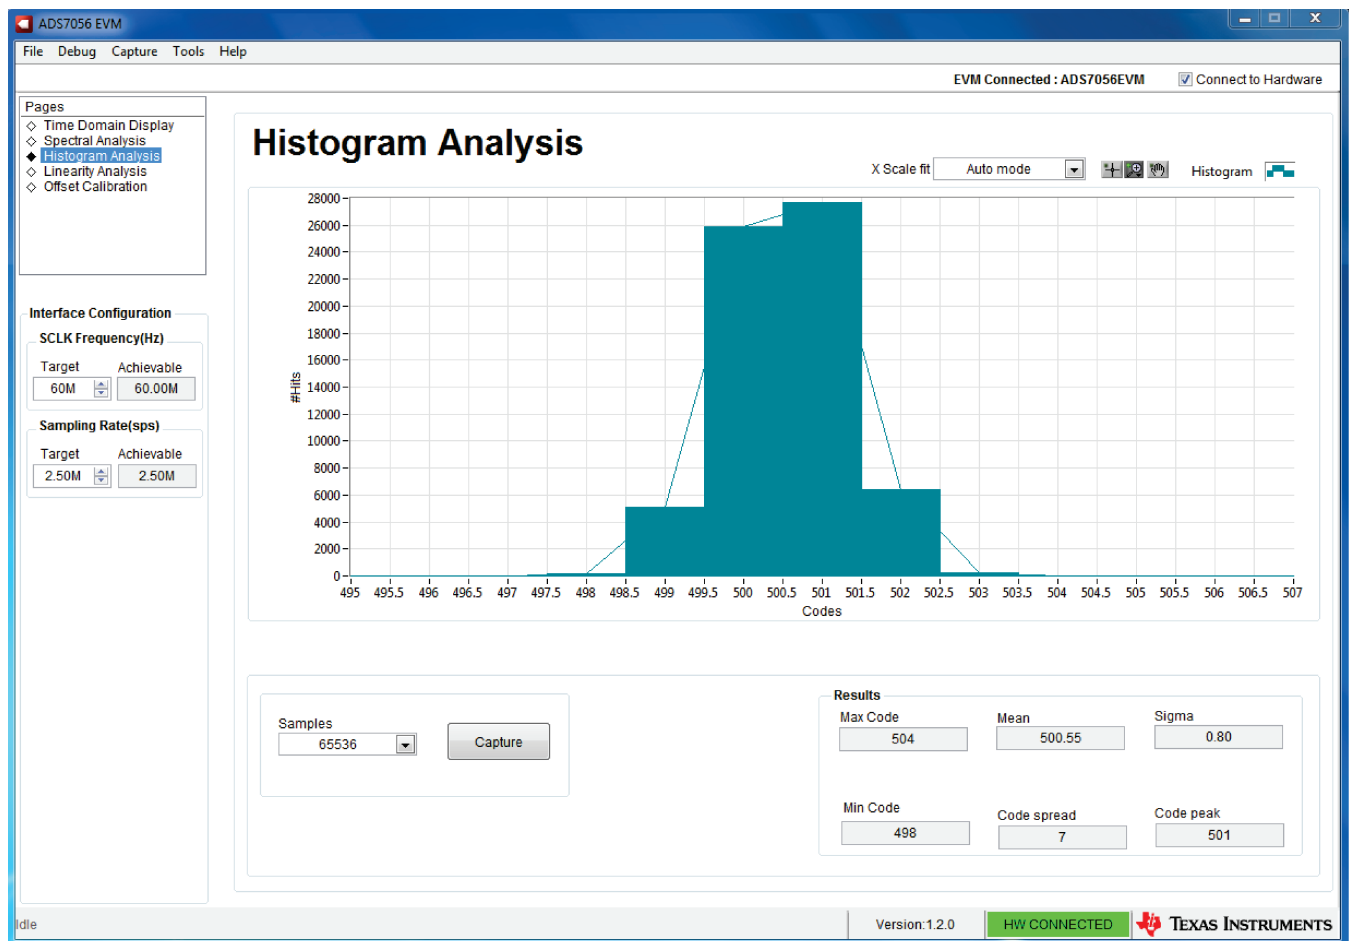 ADS7056 EVM
File Debug Capture Tools Help
EVM Connected : ADS7056EVM Connect to Hardware
Pages
Time Domain Display
Spectral Analysis
Histogram Analysis
Linearity Analysis
Offset Calibration
Interface Configuration
SCLK Frequency(Hz)
Target Achievable
60M 60.00M
Sampling Rate(sps)
Target Achievable
2.50M 2.50M
Histogram Analysis
X Scale fit Auto mode Histogram
28000
26000
24000
22000
20000
18000
16000
14000
12000
10000
8000
6000
4000
2000
0
#Hits
495 495.5 496 496.5 497 497.5 498 498.5 499 499.5 500 500.5 501 501.5 502 502.5 503 503.5 504 504.5 505 505.5 506 506.5 507
Codes
Samples
65536
Capture
Results
Max Code Mean Sigma
504 500.55 0.80
Min Code Code spread Code peak
498 7 501
Idle
Version:1.2.0 HW CONNECTED TEXAS INSTRUMENTS